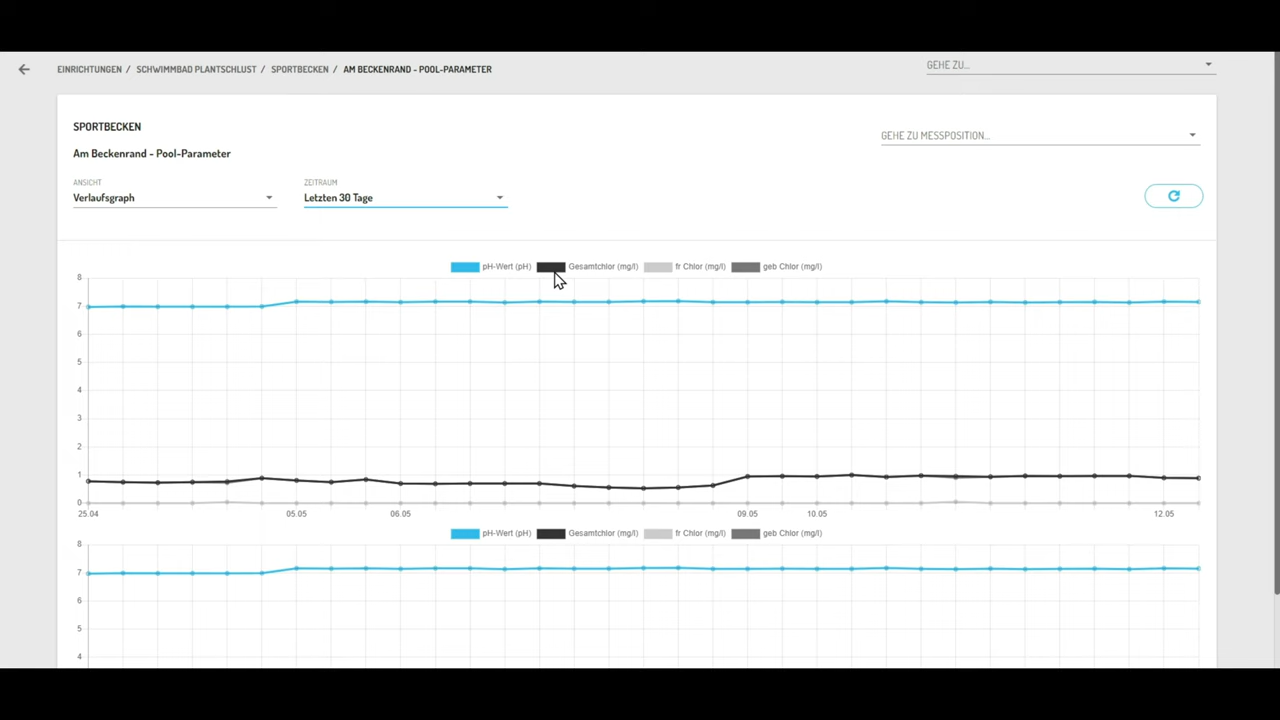 EINRICHTUNGEN / SCHWIMMBAD PLANTSCHLUST / SPORTBECKEN / AM BECKENRAND - POOL-PARAMETER
GEHE ZU...
SPORTBECKEN
GEHE ZU MESSPOSITION...
Am Beckenrand - Pool-Parameter
ANSICHT ZEITRAUM
Verlaufsgraph Letzten 30 Tage
pH-Wert (pH) Gesamtchlor (mg/l) fr Chlor (mg/l) geb Chlor (mg/l)
8
7
6
5
4
3
2
1
0
25.04 05.05 06.05 09.05 10.05 12.05
pH-Wert (pH) Gesamtchlor (mg/l) fr Chlor (mg/l) geb Chlor (mg/l)
8
7
6
5
4